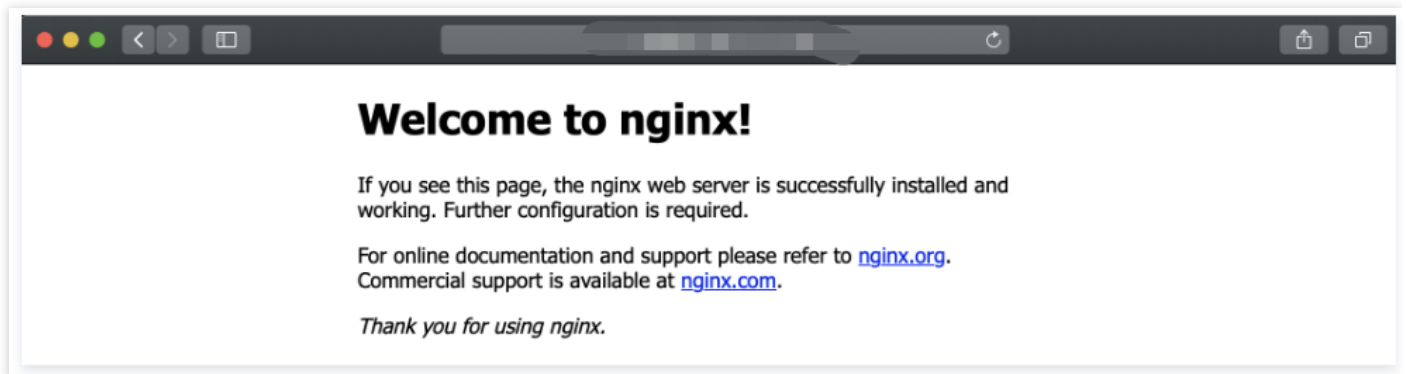 Welcome to nginx!
If you see this page, the nginx web server is successfully installed and
working. Further configuration is required.
For online documentation and support please refer to nginx.org.
Commercial support is available at nginx.com.
Thank you for using nginx.